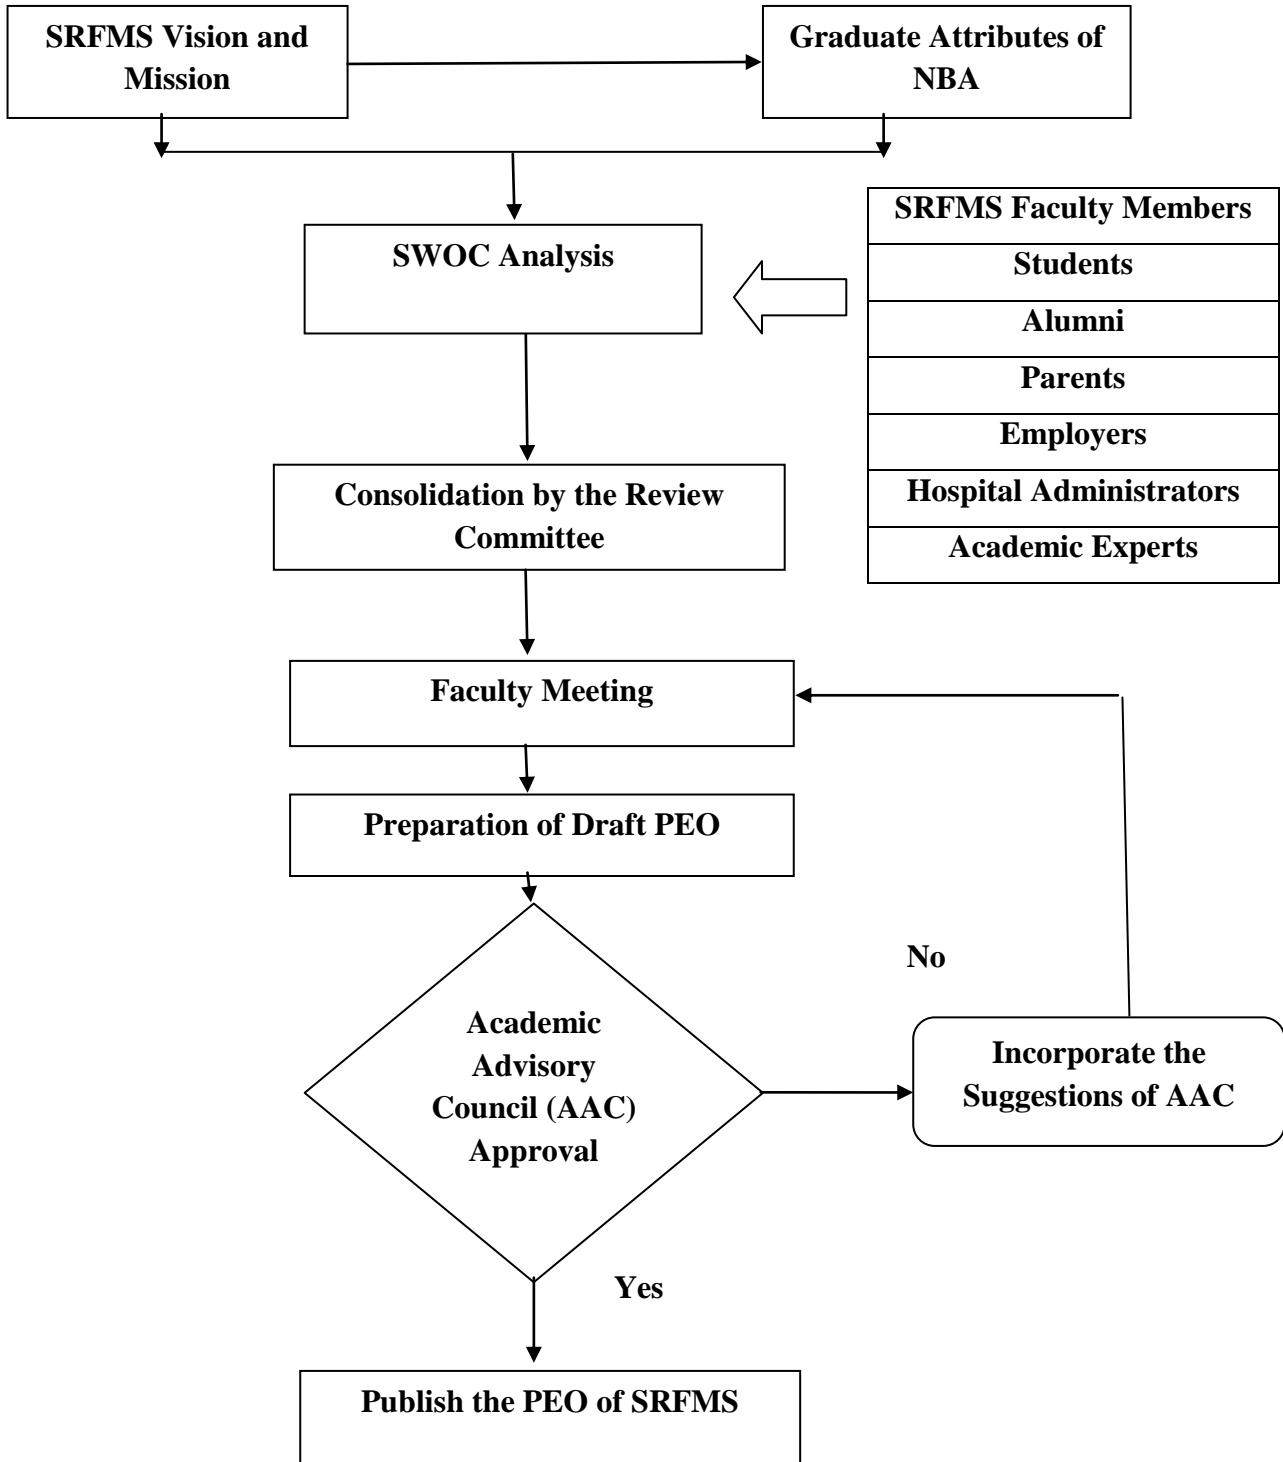 SRFMS Vision and
Mission
Graduate Attributes of
NBA
SWOC Analysis
SRFMS Faculty Members
Students
Alumni
Parents
Employers
Hospital Administrators
Academic Experts
Consolidation by the Review
Committee
Faculty Meeting
Preparation of Draft PEO
No
Academic
Advisory
Council (AAC)
Approval
Incorporate the
Suggestions of AAC
Yes
Publish the PEO of SRFMS